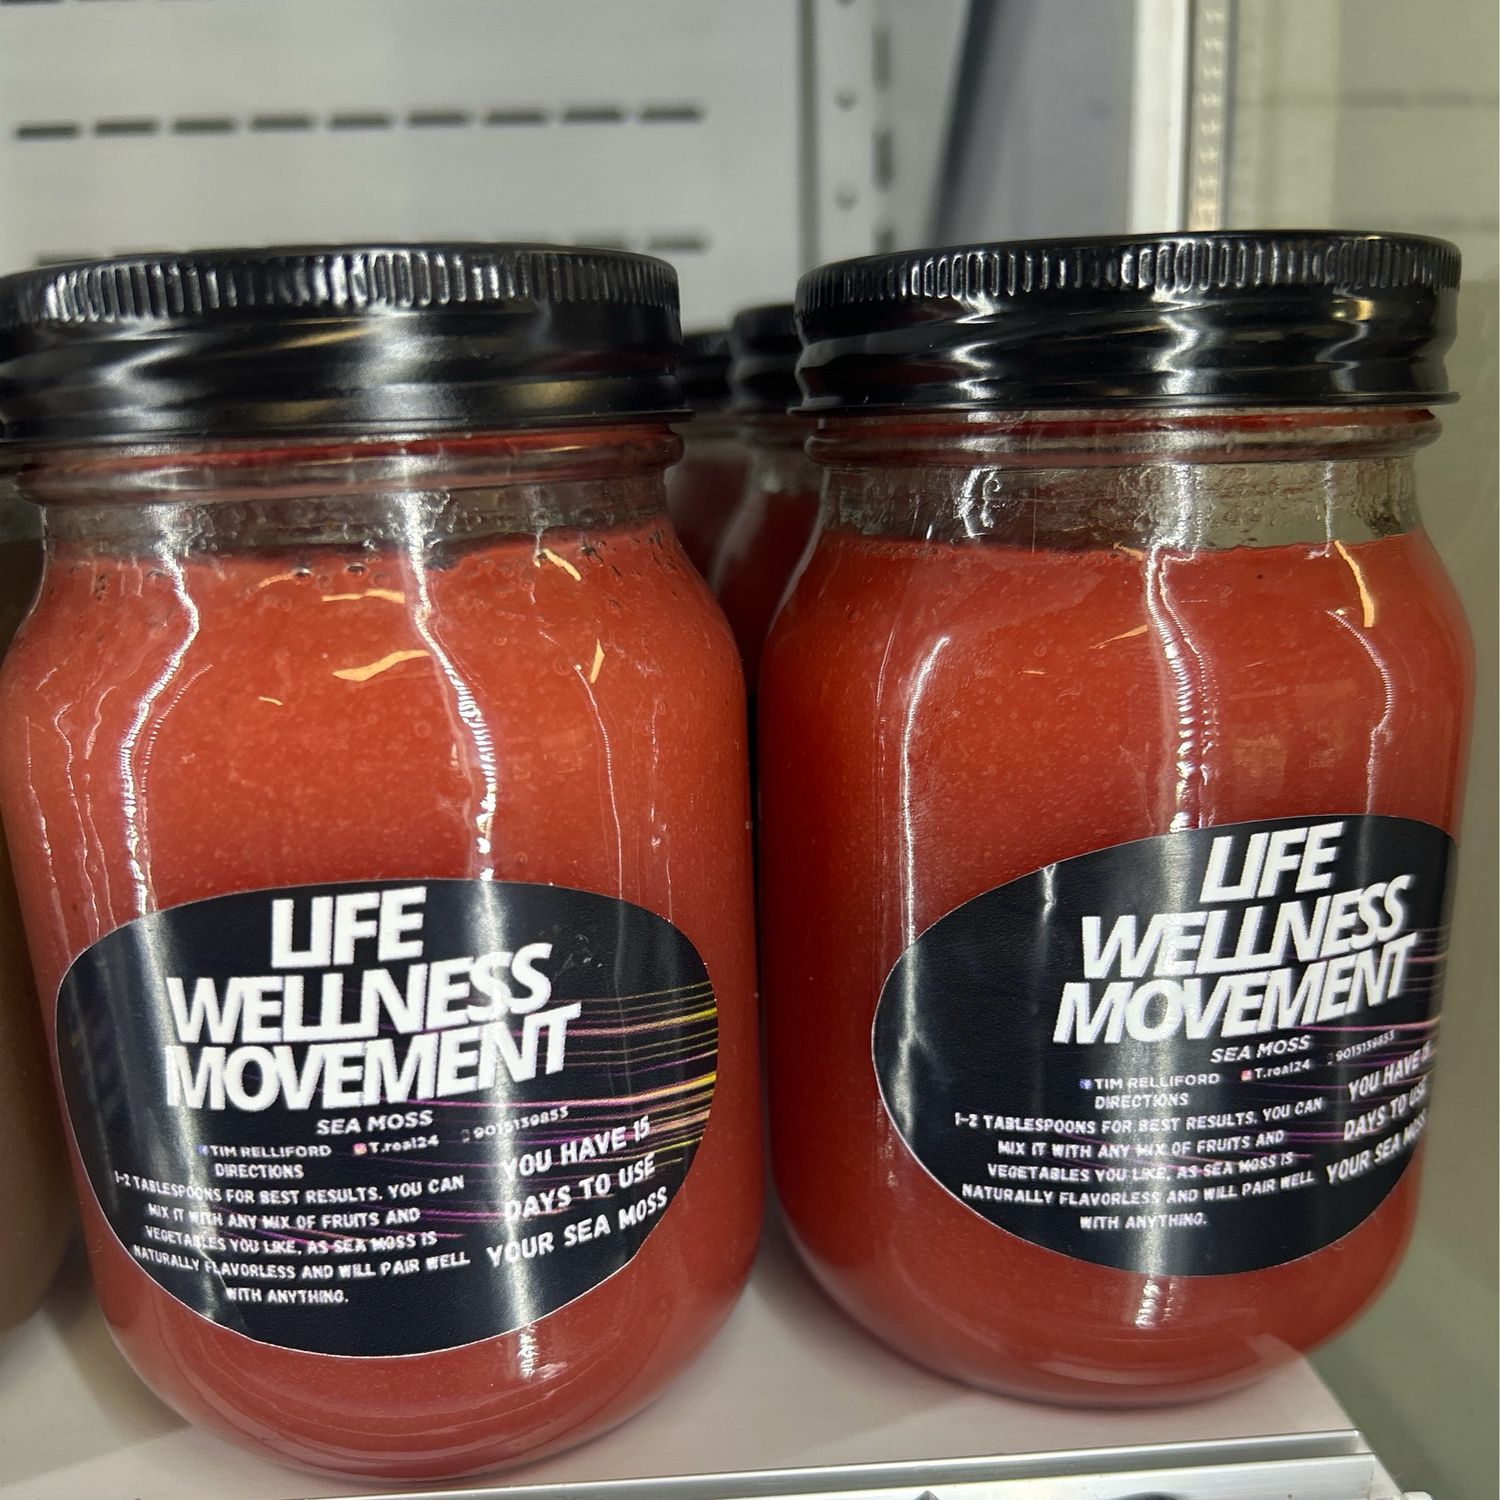 LIFE
WELLNESS
MOVEMENT
SEA MOSS
TIM RELLIFORD T.real24 9015139853
DIRECTIONS
1-2 TABLESPOONS FOR BEST RESULTS. YOU CAN
MIX IT WITH ANY MIX OF FRUITS AND
VEGETABLES YOU LIKE, AS SEA MOSS IS
NATURALLY FLAVORLESS AND WILL PAIR WELL
WITH ANYTHING.
YOU HAVE 15
DAYS TO USE
YOUR SEA MOSS
LIFE
WELLNESS
MOVEMENT
SEA MOSS
TIM RELLIFORD T.real24 9015139853
DIRECTIONS
1-2 TABLESPOONS FOR BEST RESULTS. YOU CAN
MIX IT WITH ANY MIX OF FRUITS AND
VEGETABLES YOU LIKE, AS SEA MOSS IS
NATURALLY FLAVORLESS AND WILL PAIR WELL
WITH ANYTHING.
YOU HAVE
DAYS TO USE
YOUR SEA MOSS